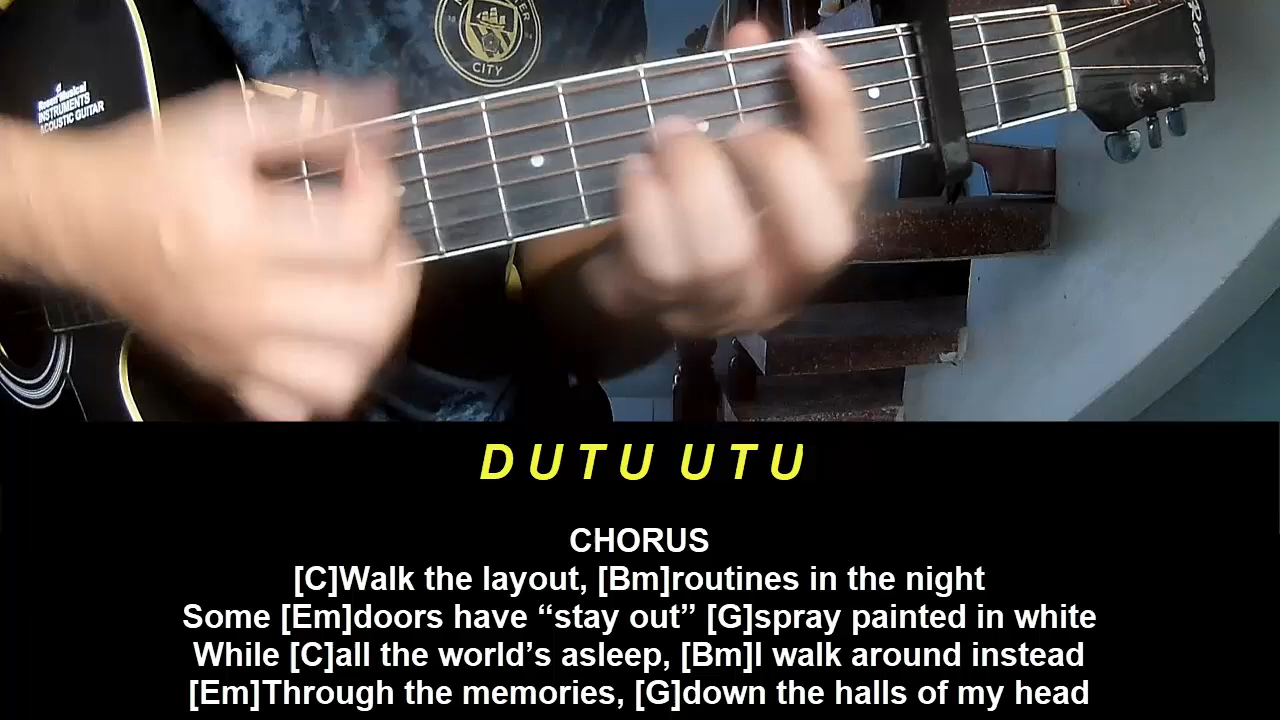 CITY
Rosen Musical
INSTRUMENTS
ACOUSTIC GUITAR
D U T U U T U
CHORUS
[C]Walk the layout, [Bm]routines in the night
Some [Em]doors have “stay out” [G]spray painted in white
While [C]all the world’s asleep, [Bm]I walk around instead
[Em]Through the memories, [G]down the halls of my head